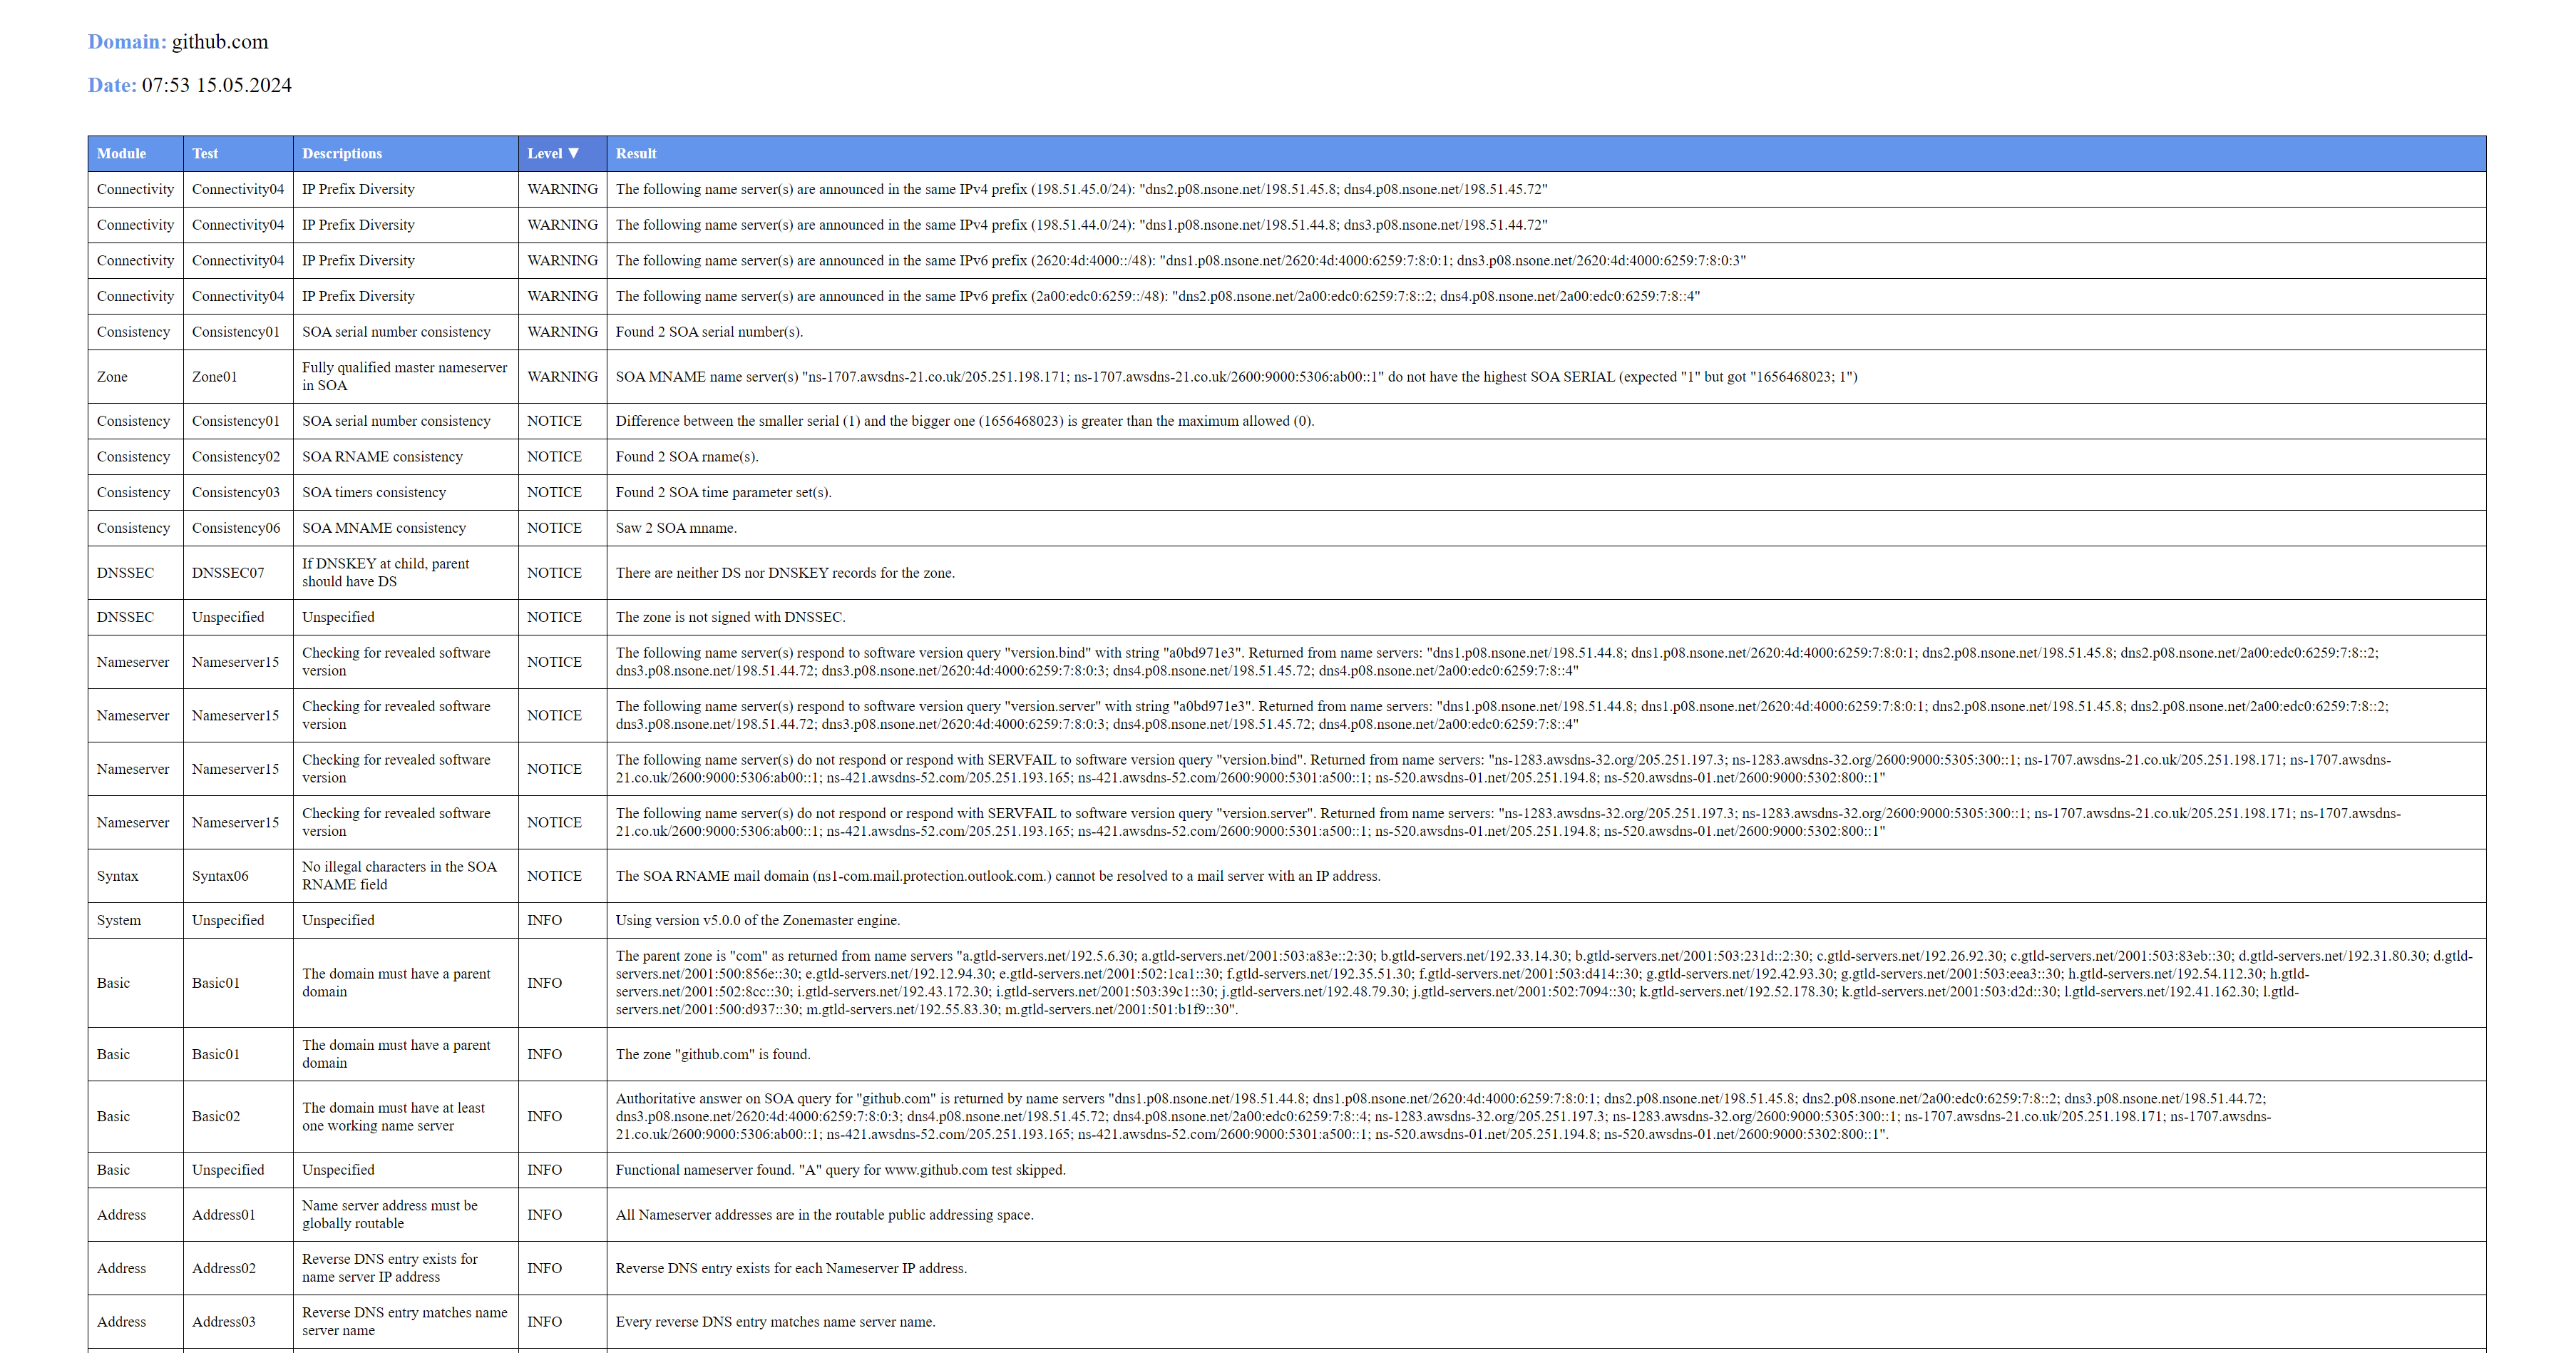 Domain: github.com
Date: 07:53 15.05.2024
Module Test Descriptions Level ▼ Result
Connectivity Connectivity04 IP Prefix Diversity WARNING The following name server(s) are announced in the same IPv4 prefix (198.51.45.0/24): "dns2.p08.nsone.net/198.51.45.8; dns4.p08.nsone.net/198.51.45.72"
Connectivity Connectivity04 IP Prefix Diversity WARNING The following name server(s) are announced in the same IPv4 prefix (198.51.44.0/24): "dns1.p08.nsone.net/198.51.44.8; dns3.p08.nsone.net/198.51.44.72"
Connectivity Connectivity04 IP Prefix Diversity WARNING The following name server(s) are announced in the same IPv6 prefix (2620:4d:4000::/48): "dns1.p08.nsone.net/2620:4d:4000:6259:7:8:0:1; dns3.p08.nsone.net/2620:4d:4000:6259:7:8:0:3"
Connectivity Connectivity04 IP Prefix Diversity WARNING The following name server(s) are announced in the same IPv6 prefix (2a00:edc0:6259::/48): "dns2.p08.nsone.net/2a00:edc0:6259:7:8::2; dns4.p08.nsone.net/2a00:edc0:6259:7:8::4"
Consistency Consistency01 SOA serial number consistency WARNING Found 2 SOA serial number(s).
Zone Zone01 Fully qualified master nameserver
in SOA WARNING SOA MNAME name server(s) "ns-1707.awsdns-21.co.uk/205.251.198.171; ns-1707.awsdns-21.co.uk/2600:9000:5306:ab00::1" do not have the highest SOA SERIAL (expected "1" but got "1656468023; 1")
Consistency Consistency01 SOA serial number consistency NOTICE Difference between the smaller serial (1) and the bigger one (1656468023) is greater than the maximum allowed (0).
Consistency Consistency02 SOA RNAME consistency NOTICE Found 2 SOA rname(s).
Consistency Consistency03 SOA timers consistency NOTICE Found 2 SOA time parameter set(s).
Consistency Consistency06 SOA MNAME consistency NOTICE Saw 2 SOA mname.
DNSSEC DNSSEC07 If DNSKEY at child, parent
should have DS NOTICE There are neither DS nor DNSKEY records for the zone.
DNSSEC Unspecified Unspecified NOTICE The zone is not signed with DNSSEC.
Nameserver Nameserver15 Checking for revealed software
version NOTICE The following name server(s) respond to software version query "version.bind" with string "a0bd971e3". Returned from name servers: "dns1.p08.nsone.net/198.51.44.8; dns1.p08.nsone.net/2620:4d:4000:6259:7:8:0:1; dns2.p08.nsone.net/198.51.45.8; dns2.p08.nsone.net/2a00:edc0:6259:7:8::2;
dns3.p08.nsone.net/198.51.44.72; dns3.p08.nsone.net/2620:4d:4000:6259:7:8:0:3; dns4.p08.nsone.net/198.51.45.72; dns4.p08.nsone.net/2a00:edc0:6259:7:8::4"
Nameserver Nameserver15 Checking for revealed software
version NOTICE The following name server(s) respond to software version query "version.server" with string "a0bd971e3". Returned from name servers: "dns1.p08.nsone.net/198.51.44.8; dns1.p08.nsone.net/2620:4d:4000:6259:7:8:0:1; dns2.p08.nsone.net/198.51.45.8; dns2.p08.nsone.net/2a00:edc0:6259:7:8::2;
dns3.p08.nsone.net/198.51.44.72; dns3.p08.nsone.net/2620:4d:4000:6259:7:8:0:3; dns4.p08.nsone.net/198.51.45.72; dns4.p08.nsone.net/2a00:edc0:6259:7:8::4"
Nameserver Nameserver15 Checking for revealed software
version NOTICE The following name server(s) do not respond or respond with SERVFAIL to software version query "version.bind". Returned from name servers: "ns-1283.awsdns-32.org/205.251.197.3; ns-1283.awsdns-32.org/2600:9000:5305:300::1; ns-1707.awsdns-21.co.uk/205.251.198.171; ns-1707.awsdns-
21.co.uk/2600:9000:5306:ab00::1; ns-421.awsdns-52.com/205.251.193.165; ns-421.awsdns-52.com/2600:9000:5301:a500::1; ns-520.awsdns-01.net/205.251.194.8; ns-520.awsdns-01.net/2600:9000:5302:800::1"
Nameserver Nameserver15 Checking for revealed software
version NOTICE The following name server(s) do not respond or respond with SERVFAIL to software version query "version.server". Returned from name servers: "ns-1283.awsdns-32.org/205.251.197.3; ns-1283.awsdns-32.org/2600:9000:5305:300::1; ns-1707.awsdns-21.co.uk/205.251.198.171; ns-1707.awsdns-
21.co.uk/2600:9000:5306:ab00::1; ns-421.awsdns-52.com/205.251.193.165; ns-421.awsdns-52.com/2600:9000:5301:a500::1; ns-520.awsdns-01.net/205.251.194.8; ns-520.awsdns-01.net/2600:9000:5302:800::1"
Syntax Syntax06 No illegal characters in the SOA
RNAME field NOTICE The SOA RNAME mail domain (ns1-com.mail.protection.outlook.com.) cannot be resolved to a mail server with an IP address.
System Unspecified Unspecified INFO Using version v5.0.0 of the Zonemaster engine.
Basic Basic01 The domain must have a parent
domain INFO The parent zone is "com" as returned from name servers "a.gtld-servers.net/192.5.6.30; a.gtld-servers.net/2001:503:a83e::2:30; b.gtld-servers.net/192.33.14.30; b.gtld-servers.net/2001:503:231d::2:30; c.gtld-servers.net/192.26.92.30; c.gtld-servers.net/2001:503:83eb::30; d.gtld-servers.net/192.31.80.30; d.gtld-
servers.net/2001:500:856e::30; e.gtld-servers.net/192.12.94.30; e.gtld-servers.net/2001:502:1ca1::30; f.gtld-servers.net/192.35.51.30; f.gtld-servers.net/2001:503:d414::30; g.gtld-servers.net/192.42.93.30; g.gtld-servers.net/2001:503:eea3::30; h.gtld-servers.net/192.54.112.30; h.gtld-
servers.net/2001:502:8cc::30; i.gtld-servers.net/192.43.172.30; i.gtld-servers.net/2001:503:39c1::30; j.gtld-servers.net/192.48.79.30; j.gtld-servers.net/2001:502:7094::30; k.gtld-servers.net/192.52.178.30; k.gtld-servers.net/2001:503:d2d::30; l.gtld-servers.net/192.41.162.30; l.gtld-
servers.net/2001:500:d937::30; m.gtld-servers.net/192.55.83.30; m.gtld-servers.net/2001:501:b1f9::30".
Basic Basic01 The domain must have a parent
domain INFO The zone "github.com" is found.
Basic Basic02 The domain must have at least
one working name server INFO Authoritative answer on SOA query for "github.com" is returned by name servers "dns1.p08.nsone.net/198.51.44.8; dns1.p08.nsone.net/2620:4d:4000:6259:7:8:0:1; dns2.p08.nsone.net/198.51.45.8; dns2.p08.nsone.net/2a00:edc0:6259:7:8::2; dns3.p08.nsone.net/198.51.44.72;
dns3.p08.nsone.net/2620:4d:4000:6259:7:8:0:3; dns4.p08.nsone.net/198.51.45.72; dns4.p08.nsone.net/2a00:edc0:6259:7:8::4; ns-1283.awsdns-32.org/205.251.197.3; ns-1283.awsdns-32.org/2600:9000:5305:300::1; ns-1707.awsdns-21.co.uk/205.251.198.171; ns-1707.awsdns-
21.co.uk/2600:9000:5306:ab00::1; ns-421.awsdns-52.com/205.251.193.165; ns-421.awsdns-52.com/2600:9000:5301:a500::1; ns-520.awsdns-01.net/205.251.194.8; ns-520.awsdns-01.net/2600:9000:5302:800::1".
Basic Unspecified Unspecified INFO Functional nameserver found. "A" query for www.github.com test skipped.
Address Address01 Name server address must be
globally routable INFO All Nameserver addresses are in the routable public addressing space.
Address Address02 Reverse DNS entry exists for
name server IP address INFO Reverse DNS entry exists for each Nameserver IP address.
Address Address03 Reverse DNS entry matches name
server name INFO Every reverse DNS entry matches name server name.